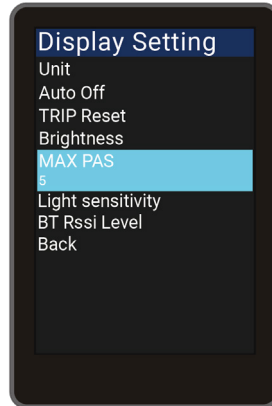 Display Setting
Unit
Auto Off
TRIP Reset
Brightness
MAX PAS
5
Light sensitivity
BT Rssi Level
Back